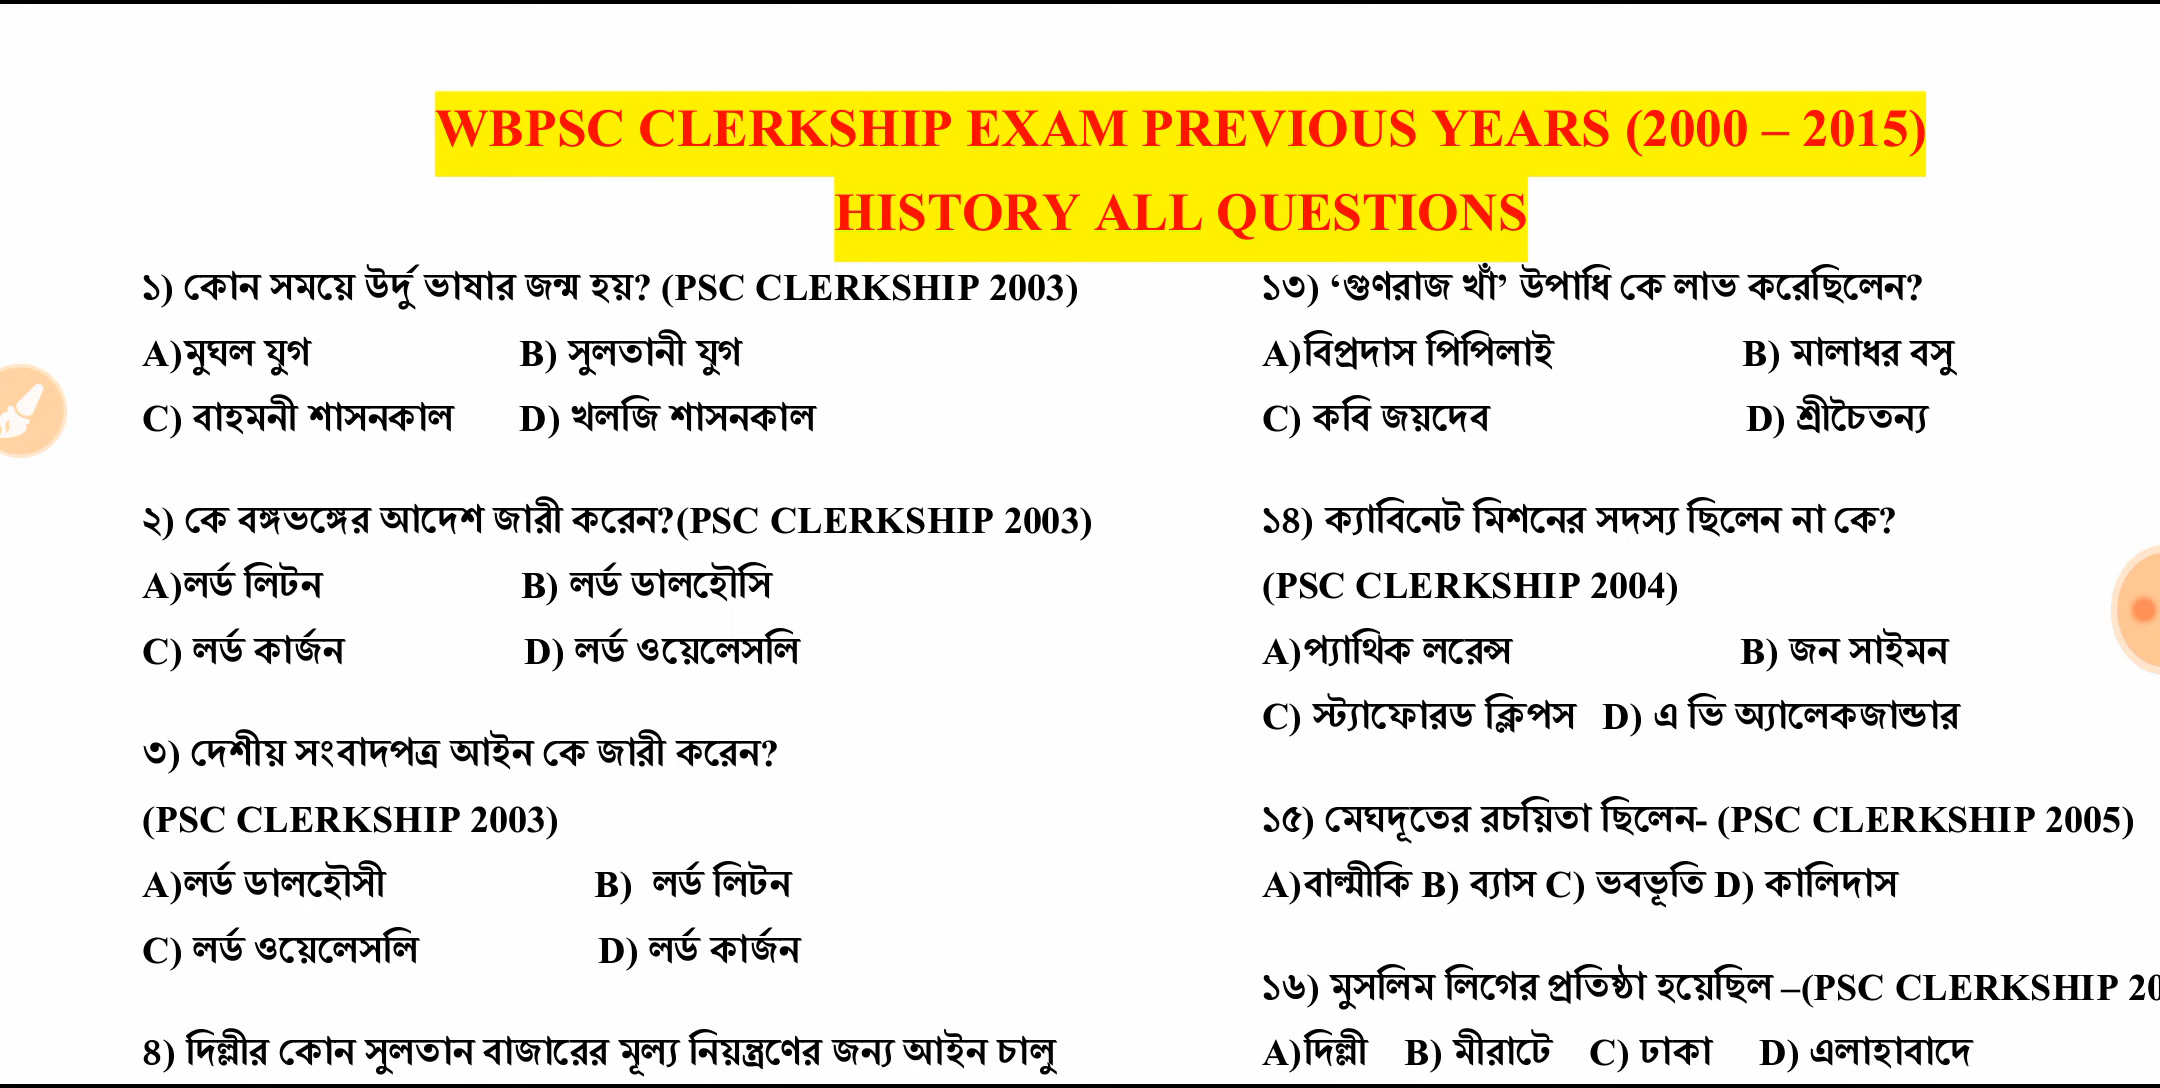 WBPSC CLERKSHIP EXAM PREVIOUS YEARS (2000 – 2015)
HISTORY ALL QUESTIONS
১) কোন সময়ে উর্দু ভাষার জন্ম হয়? (PSC CLERKSHIP 2003)
A)মুঘল যুগ B) সুলতানী যুগ
C) বাহমনী শাসনকাল D) খলজি শাসনকাল
২) কে বঙ্গভঙ্গের আদেশ জারী করেন?(PSC CLERKSHIP 2003)
A)লর্ড লিটন B) লর্ড ডালহৌসি
C) লর্ড কার্জন D) লর্ড ওয়েলেসলি
৩) দেশীয় সংবাদপত্র আইন কে জারী করেন?
(PSC CLERKSHIP 2003)
A)লর্ড ডালহৌসী B) লর্ড লিটন
C) লর্ড ওয়েলেসলি D) লর্ড কার্জন
৪) দিল্লীর কোন সুলতান বাজারের মূল্য নিয়ন্ত্রণের জন্য আইন চালু
১৩) ‘গুণরাজ খাঁ’ উপাধি কে লাভ করেছিলেন?
A)বিপ্রদাস পিপিলাই B) মালাধর বসু
C) কবি জয়দেব D) শ্রীচৈতন্য
১৪) ক্যাবিনেট মিশনের সদস্য ছিলেন না কে?
(PSC CLERKSHIP 2004)
A)প্যাথিক লরেন্স B) জন সাইমন
C) স্ট্যাফোরড ক্লিপস D) এ ভি অ্যালেকজান্ডার
১৫) মেঘদূতের রচয়িতা ছিলেন- (PSC CLERKSHIP 2005)
A)বাল্মীকি B) ব্যাস C) ভবভূতি D) কালিদাস
১৬) মুসলিম লিগের প্রতিষ্ঠা হয়েছিল –(PSC CLERKSHIP 20
A)দিল্লী B) মীরাটে C) ঢাকা D) এলাহাবাদে